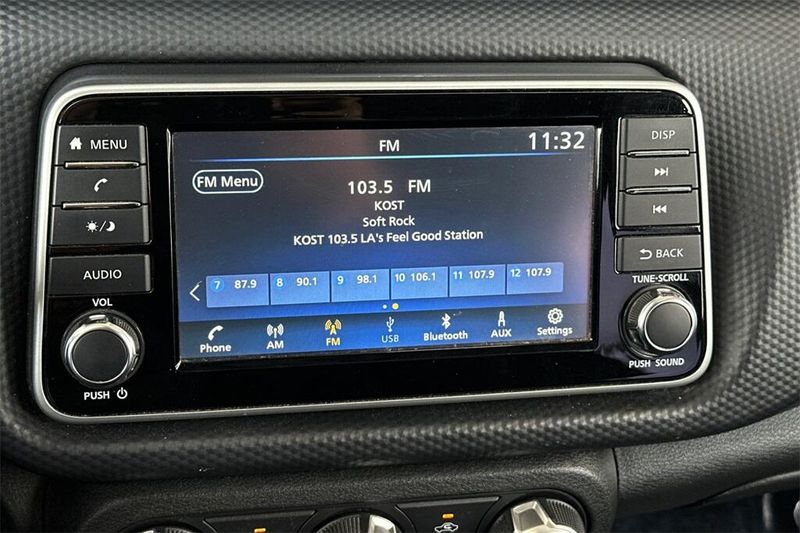 MENU
AUDIO
VOL
PUSH
FM
11:32
FM Menu
103.5 FM
KOST
Soft Rock
KOST 103.5 LA's Feel Good Station
7 87.9
8 90.1
9 98.1
10 106.1
11 107.9
12 107.9
Phone
AM
FM
USB
Bluetooth
AUX
Settings
DISP
BACK
TUNE·SCROLL
PUSH SOUND